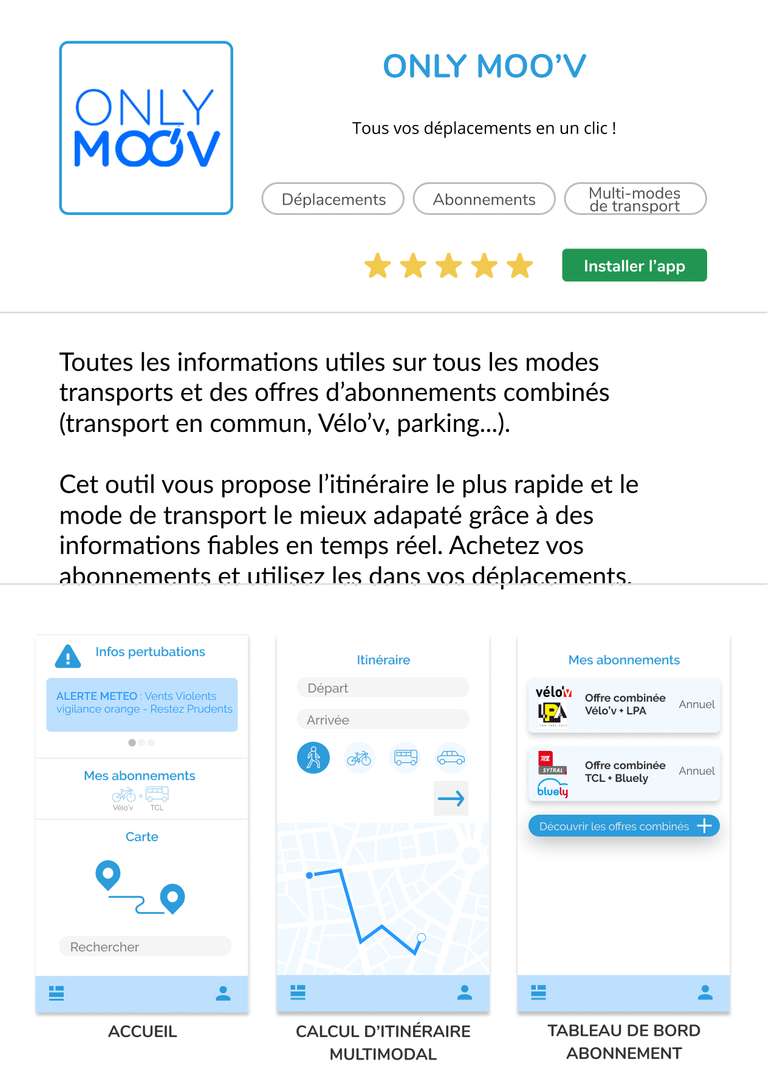 ONLY
MOO'V
ONLY MOO’V
Tous vos déplacements en un clic !
Déplacements
Abonnements
Multi-modes
de transport
Installer l’app
Toutes les informations utiles sur tous les modes
transports et des offres d’abonnements combinés
(transport en commun, Vélo’v, parking...).
Cet outil vous propose l’itinéraire le plus rapide et le
mode de transport le mieux adapaté grâce à des
informations fiables en temps réel. Achetez vos
abonnements et utilisez les dans vos déplacements.
Infos pertubations
ALERTE METEO : Vents Violents
vigilance orange - Restez Prudents
Mes abonnements
+
Vélo'v TCL
Carte
Rechercher
ACCUEIL
Itinéraire
Départ
Arrivée
CALCUL D’ITINÉRAIRE
MULTIMODAL
Mes abonnements
vélo'v
LPA
Offre combinée
Vélo'v + LPA
Annuel
TCL
SYTRAL
bluely
Offre combinée
TCL + Bluely
Annuel
Découvrir les offres combinés
TABLEAU DE BORD
ABONNEMENT